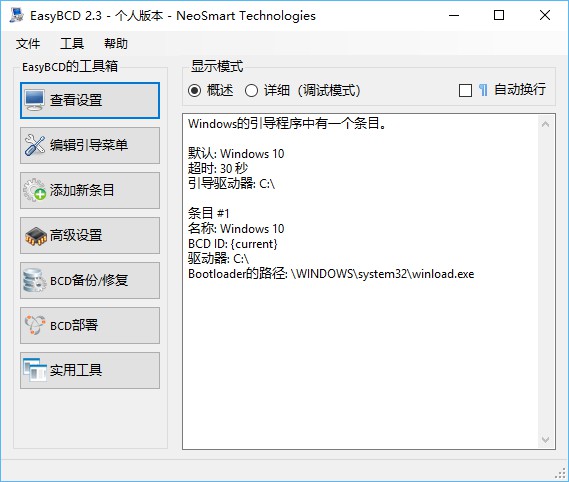 EasyBCD 2.3 - 个人版本 - NeoSmart Technologies
文件 工具 帮助
EasyBCD的工具箱
查看设置
编辑引导菜单
添加新条目
高级设置
BCD备份/修复
BCD部署
实用工具
显示模式
概述 详细（调试模式） ¶ 自动换行
Windows的引导程序中有一个条目。
默认: Windows 10
超时: 30 秒
引导驱动器: C:\
条目 #1
名称: Windows 10
BCD ID: {current}
驱动器: C:\
Bootloader的路径: \WINDOWS\system32\winload.exe